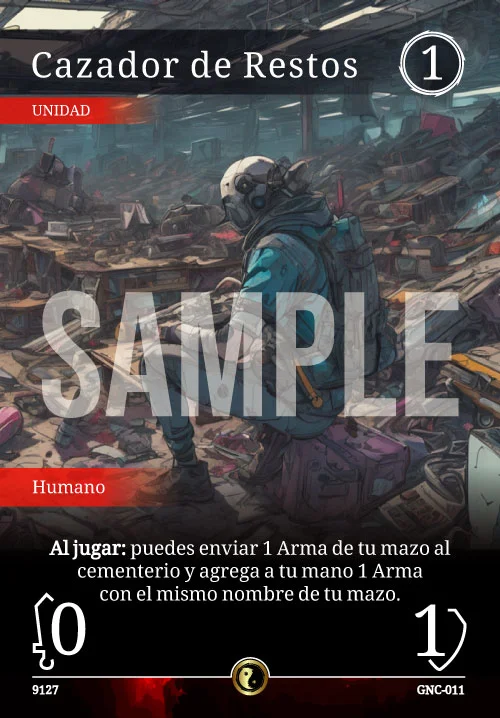 Cazador de Restos
1
UNIDAD
SAMPLE
Humano
Al jugar: puedes enviar 1 Arma de tu mazo al
cementerio y agrega a tu mano 1 Arma
con el mismo nombre de tu mazo.
0
1
9127
GNC-011